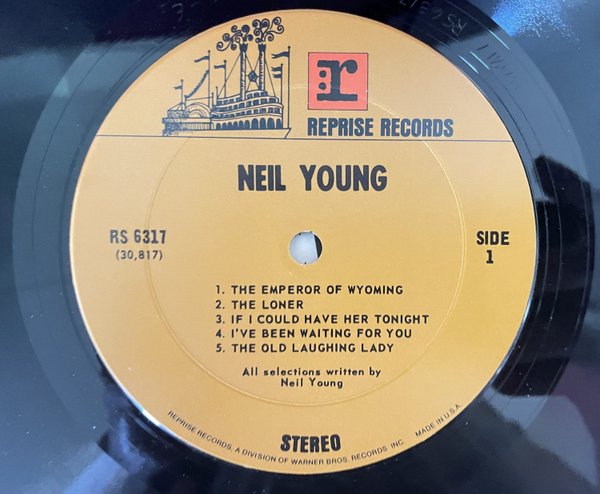 r
REPRISE RECORDS
NEIL YOUNG
RS 6317
(30,817)
SIDE
1
1. THE EMPEROR OF WYOMING
2. THE LONER
3. IF I COULD HAVE HER TONIGHT
4. I'VE BEEN WAITING FOR YOU
5. THE OLD LAUGHING LADY
All selections written by
Neil Young
STEREO
REPRISE RECORDS, A DIVISION OF WARNER BROS. RECORDS INC. MADE IN U.S.A.